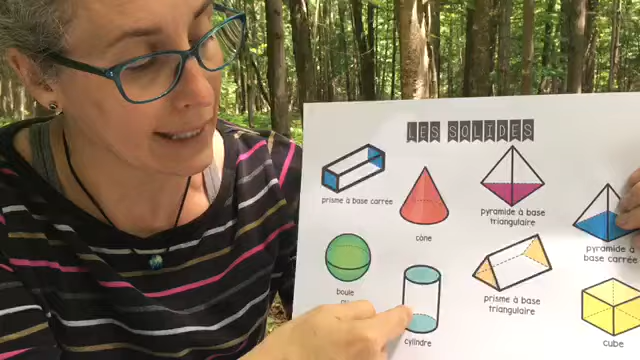 LES SOLIDES
prisme à base carrée
cône
pyramide à base
triangulaire
pyramide à
base carrée
boule
cylindre
prisme à base
triangulaire
cube